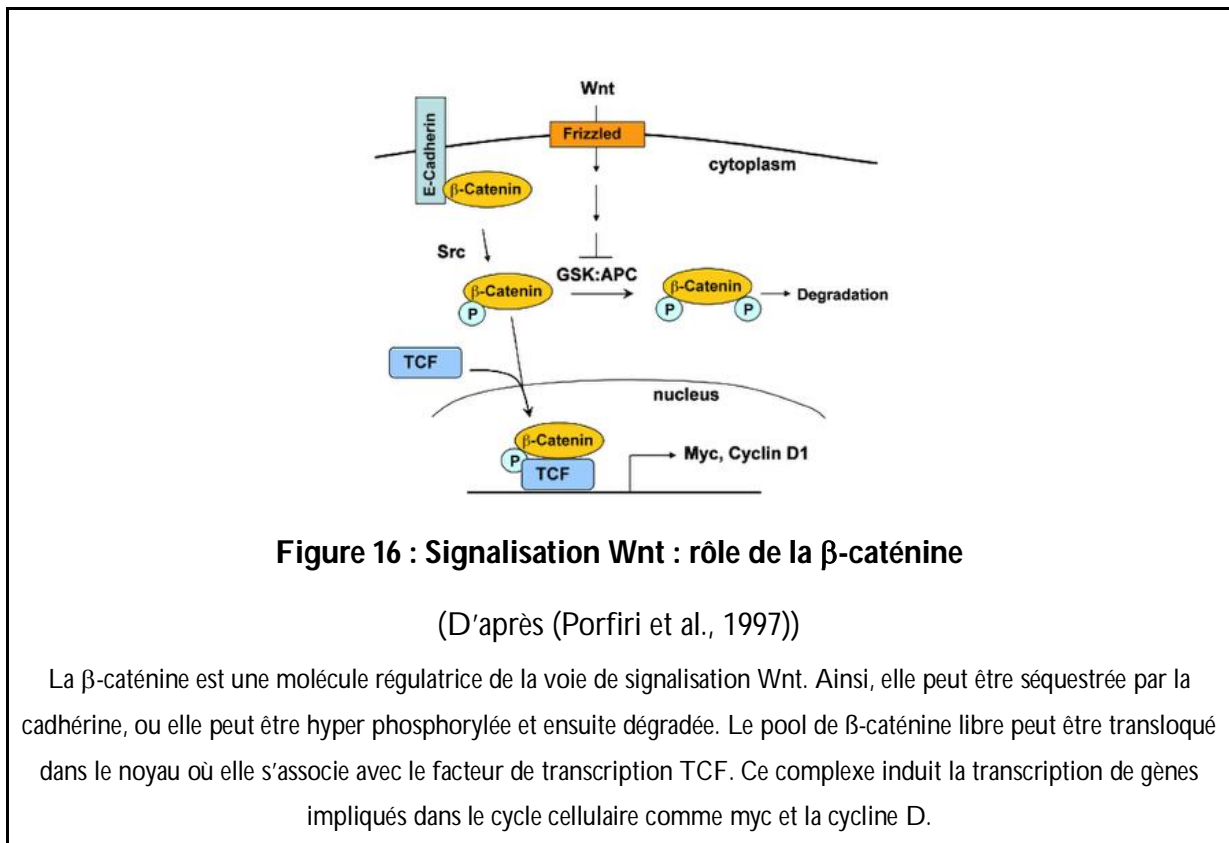 Wnt
Frizzled
E-Cadherin
cytoplasm
β-Catenin
Src
GSK:APC
β-Catenin
P
β-Catenin
P
P
Degradation
TCF
nucleus
β-Catenin
P
TCF
Myc, Cyclin D1
Figure 16 : Signalisation Wnt : rôle de la β-caténine
(D'après (Porfiri et al., 1997))
La β-caténine est une molécule régulatrice de la voie de signalisation Wnt. Ainsi, elle peut être séquestrée par la
cadhérine, ou elle peut être hyper phosphorylée et ensuite dégradée. Le pool de ß-caténine libre peut être transloqué
dans le noyau où elle s'associe avec le facteur de transcription TCF. Ce complexe induit la transcription de gènes
impliqués dans le cycle cellulaire comme myc et la cycline D.